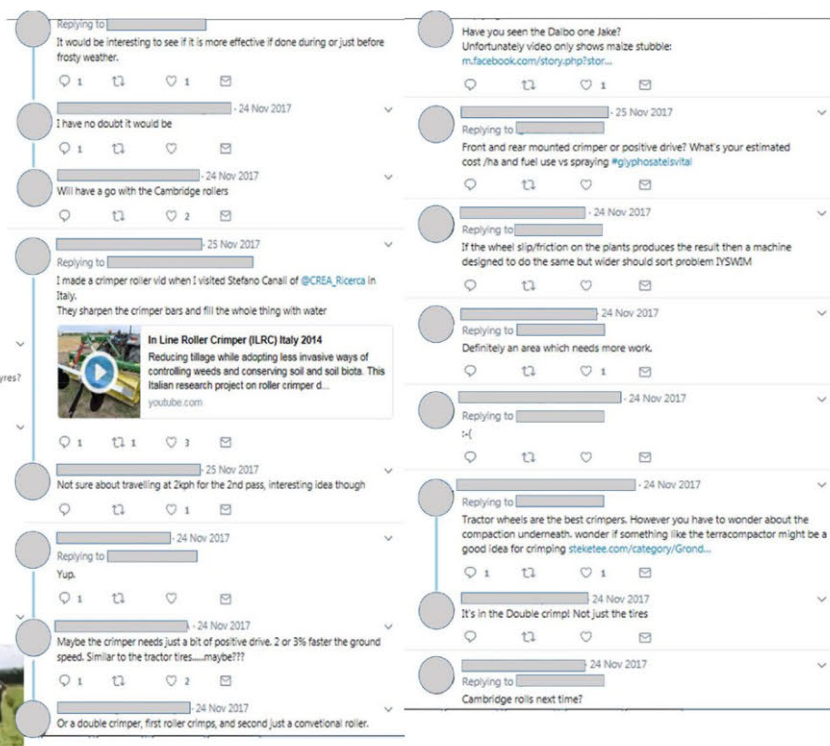 Replying to
It would be interesting to see if it is more effective if done during or just before
frosty weather.
1
1
- 24 Nov 2017
I have no doubt it would be
1
- 24 Nov 2017
Will have a go with the Cambridge rollers
2
- 25 Nov 2017
Replying to
I made a crimper roller vid when I visited Stefano Canali of @CREA_Ricerca in
Italy.
They sharpen the crimper bars and fill the whole thing with water
In Line Roller Crimper (ILRC) Italy 2014
Reducing tillage while adopting less invasive ways of
controlling weeds and conserving soil and soil biota. This
Italian research project on roller crimper d...
youtube.com
yres?
1 1 3
- 25 Nov 2017
Not sure about travelling at 2kph for the 2nd pass, interesting idea though
1
- 24 Nov 2017
Replying to
Yup.
1
- 24 Nov 2017
Maybe the crimper needs just a bit of positive drive. 2 or 3% faster the ground
speed. Similar to the tractor tires.....maybe???
1 2
- 24 Nov 2017
Or a double crimper, first roller crimps, and second just a convetional roller.
Have you seen the Dalbo one Jake?
Unfortunately video only shows maize stubble:
m.facebook.com/story.php?stor...
1
- 25 Nov 2017
Replying to
Front and rear mounted crimper or positive drive? What's your estimated
cost /ha and fuel use vs spraying #glyphosateisvital
- 24 Nov 2017
Replying to
If the wheel slip/friction on the plants produces the result then a machine
designed to do the same but wider should sort problem IYSWIM
24 Nov 2017
Replying to
Definitely an area which needs more work.
1
- 24 Nov 2017
Replying to
:-(
- 24 Nov 2017
Replying to
Tractor wheels are the best crimpers. However you have to wonder about the
compaction underneath. wonder if something like the terracompactor might be a
good idea for crimping steketee.com/category/Grond...
1 1
24 Nov 2017
It's in the Double crimp! Not just the tires
- 24 Nov 2017
Replying to
Cambridge rolls next time?